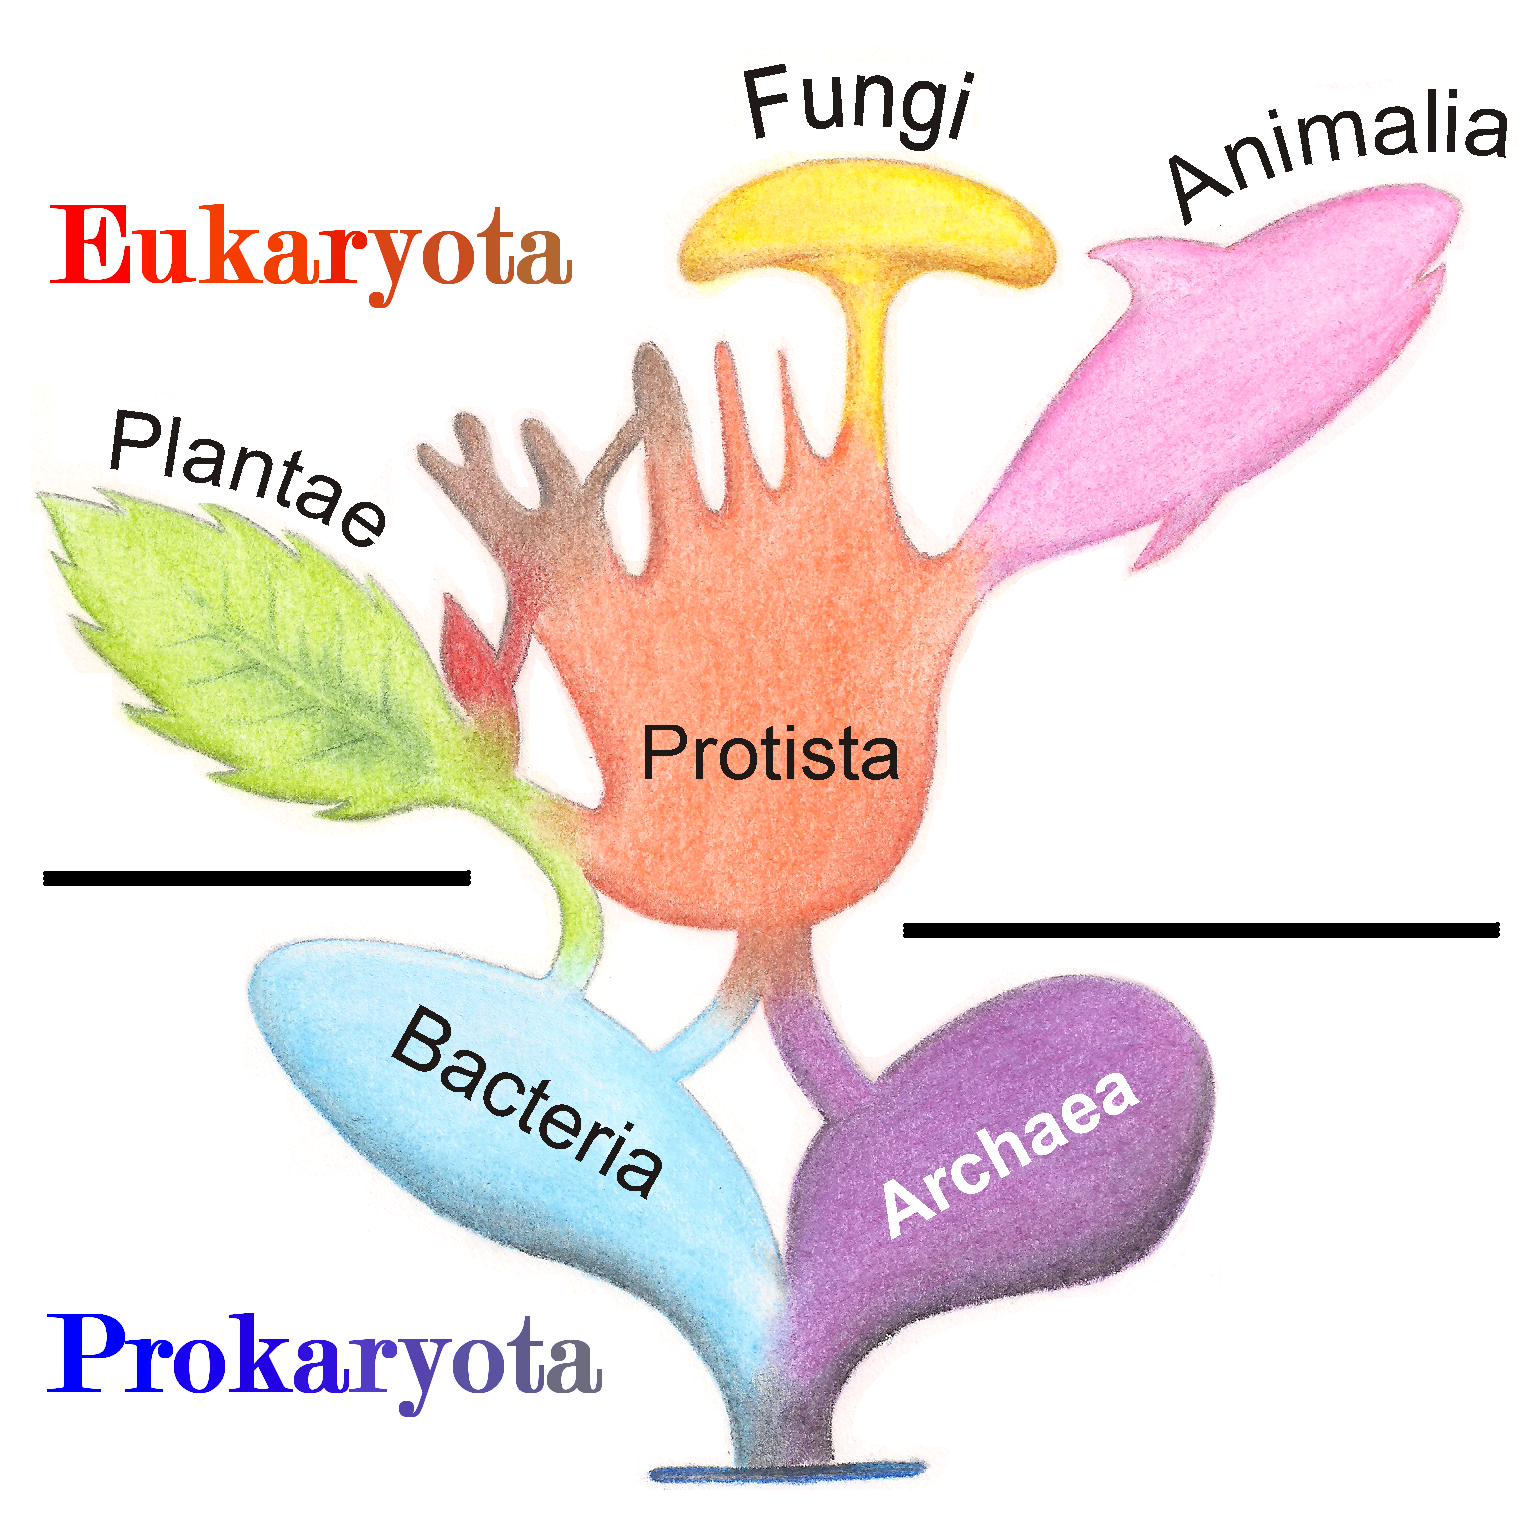 Fungi
Animalia
Eukaryota
Plantae
Protista
Bacteria
Archaea
Prokaryota